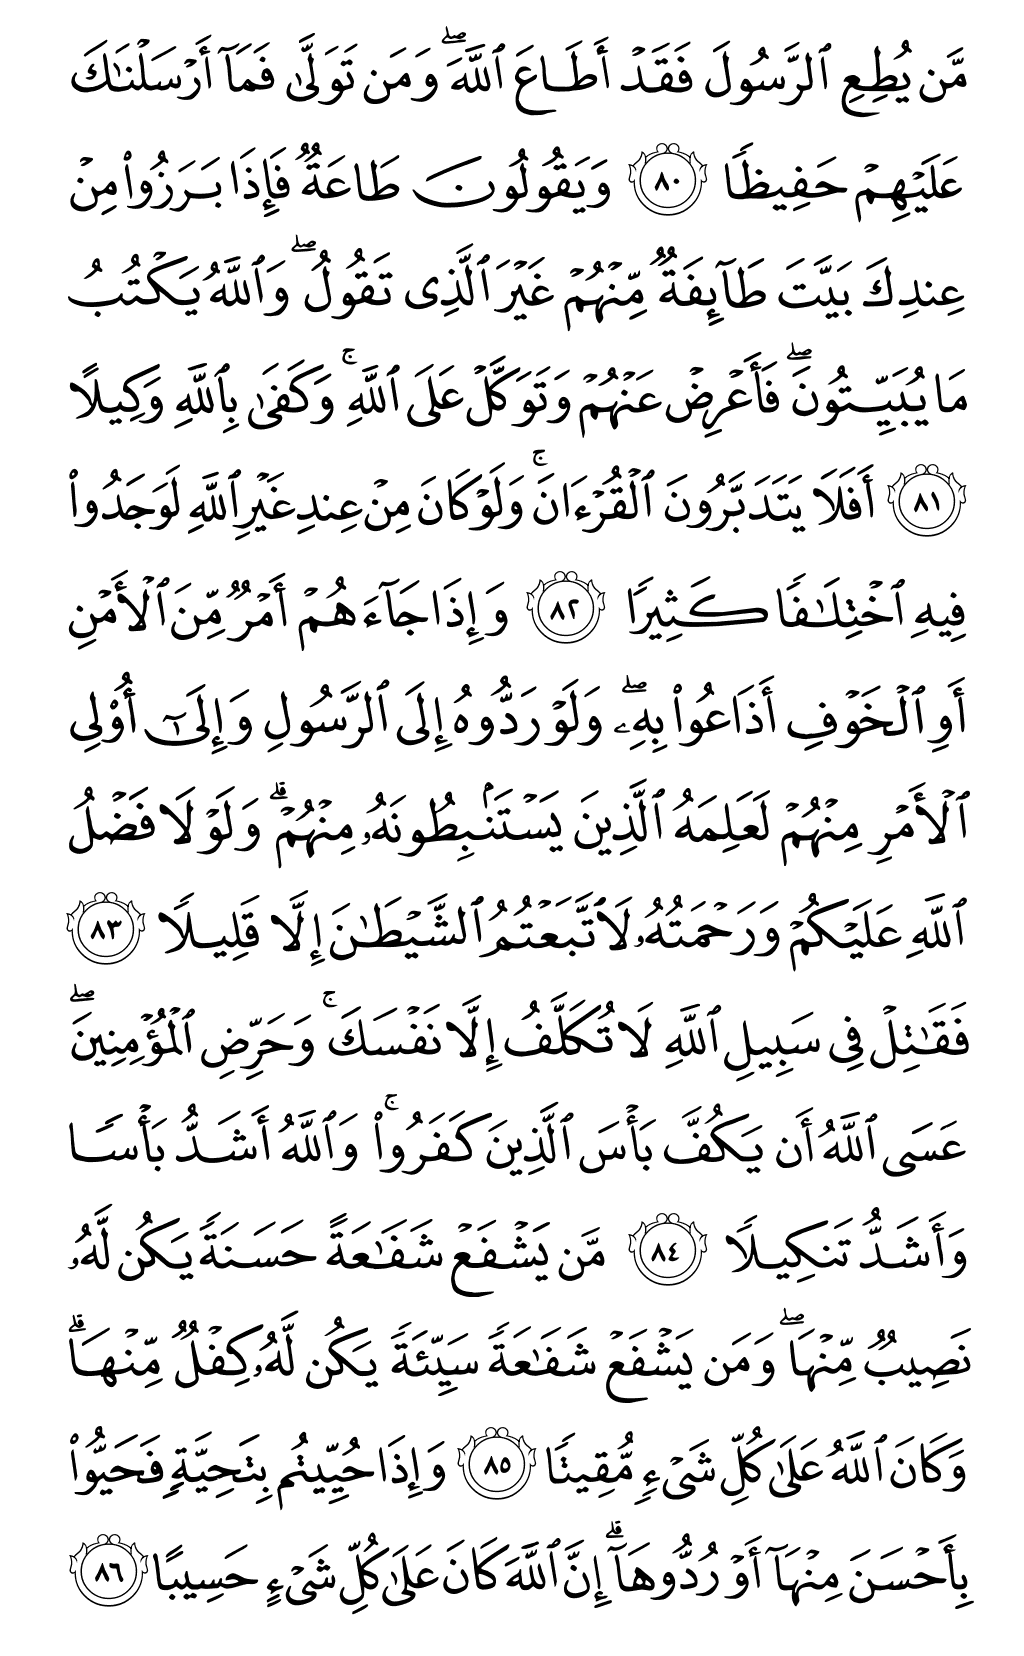 مَّن يُطِعِ ٱلرَّسُولَ فَقَدْ أَطَاعَ ٱللَّهَۖ وَمَن تَوَلَّىٰ فَمَآ أَرْسَلْنَٰكَ
عَلَيْهِمْ حَفِيظًا ٨٠ وَيَقُولُونَ طَاعَةٌ فَإِذَا بَرَزُوا۟ مِنْ
عِندِكَ بَيَّتَ طَآئِفَةٌ مِّنْهُمْ غَيْرَ ٱلَّذِى تَقُولُۖ وَٱللَّهُ يَكْتُبُ
مَا يُبَيِّتُونَۖ فَأَعْرِضْ عَنْهُمْ وَتَوَكَّلْ عَلَى ٱللَّهِۚ وَكَفَىٰ بِٱللَّهِ وَكِيلًا
٨١ أَفَلَا يَتَدَبَّرُونَ ٱلْقُرْءَانَۚ وَلَوْ كَانَ مِنْ عِندِ غَيْرِ ٱللَّهِ لَوَجَدُوا۟
فِيهِ ٱخْتِلَٰفًا كَثِيرًا ٨٢ وَإِذَا جَآءَهُمْ أَمْرٌ مِّنَ ٱلْأَمْنِ
أَوِ ٱلْخَوْفِ أَذَاعُوا۟ بِهِۦۖ وَلَوْ رَدُّوهُ إِلَى ٱلرَّسُولِ وَإِلَىٰٓ أُو۟لِى
ٱلْأَمْرِ مِنْهُمْ لَعَلِمَهُ ٱلَّذِينَ يَسْتَنۢبِطُونَهُۥ مِنْهُمْۗ وَلَوْلَا فَضْلُ
ٱللَّهِ عَلَيْكُمْ وَرَحْمَتُهُۥ لَٱتَّبَعْتُمُ ٱلشَّيْطَٰنَ إِلَّا قَلِيلًا ٨٣
فَقَٰتِلْ فِى سَبِيلِ ٱللَّهِ لَا تُكَلَّفُ إِلَّا نَفْسَكَۚ وَحَرِّضِ ٱلْمُؤْمِنِينَۖ
عَسَى ٱللَّهُ أَن يَكُفَّ بَأْسَ ٱلَّذِينَ كَفَرُوا۟ۚ وَٱللَّهُ أَشَدُّ بَأْسًا
وَأَشَدُّ تَنكِيلًا ٨٤ مَّن يَشْفَعْ شَفَٰعَةً حَسَنَةً يَكُن لَّهُۥ
نَصِيبٌ مِّنْهَاۖ وَمَن يَشْفَعْ شَفَٰعَةً سَيِّئَةً يَكُن لَّهُۥ كِفْلٌ مِّنْهَاۗ
وَكَانَ ٱللَّهُ عَلَىٰ كُلِّ شَىْءٍ مُّقِيتًا ٨٥ وَإِذَا حُيِّيتُم بِتَحِيَّةٍ فَحَيُّوا۟
بِأَحْسَنَ مِنْهَآ أَوْ رُدُّوهَآۗ إِنَّ ٱللَّهَ كَانَ عَلَىٰ كُلِّ شَىْءٍ حَسِيبًا ٨٦